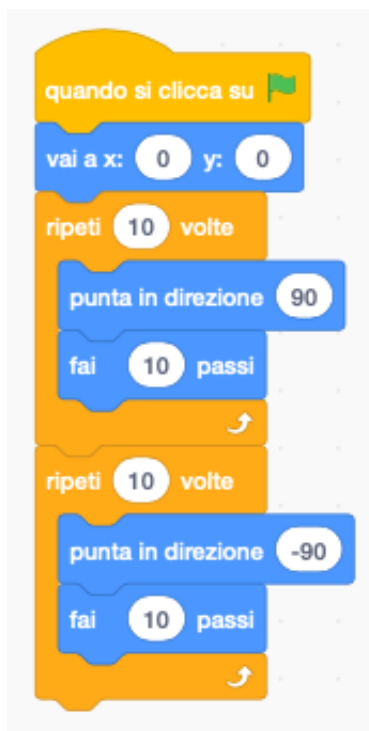 quando si clicca su
vai a x: 0 y: 0
ripeti 10 volte
punta in direzione 90
fai 10 passi
ripeti 10 volte
punta in direzione -90
fai 10 passi